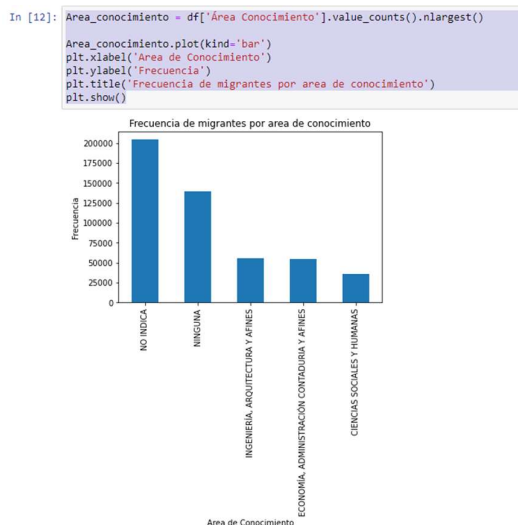 In [12]: Area_conocimiento = df['Área Conocimiento'].value_counts().nlargest()
Area_conocimiento.plot(kind='bar')
plt.xlabel('Area de Conocimiento')
plt.ylabel('Frecuencia')
plt.title('Frecuencia de migrantes por area de conocimiento')
plt.show()
Frecuencia de migrantes por area de conocimiento
200000
175000
150000
125000
100000
75000
50000
25000
0
Frecuencia
NO INDICA
NINGUNA
INGENIERÍA, ARQUITECTURA Y AFINES
ECONOMÍA, ADMINISTRACIÓN CONTADURIA Y AFINES
CIENCIAS SOCIALES Y HUMANAS
Area de Conocimiento